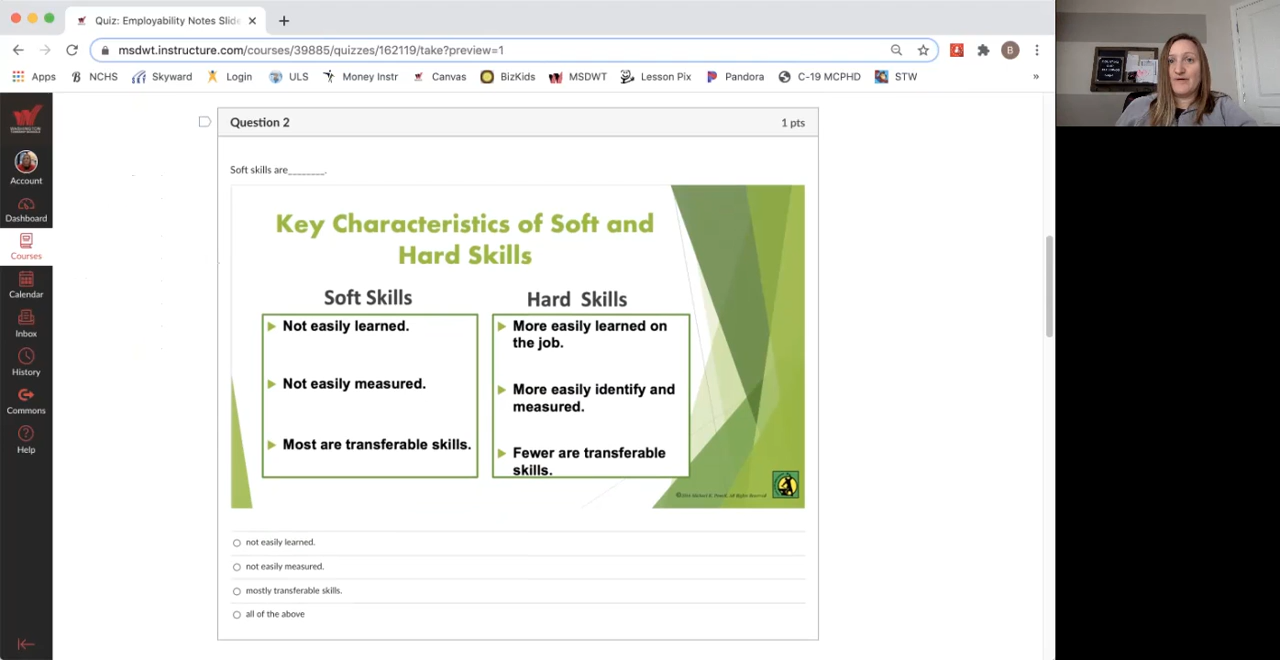 Quiz: Employability Notes Slide
msdwt.instructure.com/courses/39885/quizzes/162119/take?preview=1
B
Apps NCHS Skyward Login ULS Money Instr Canvas BizKids MSDWT Lesson Pix Pandora C-19 MCPHD STW »
Account
Dashboard
Courses
Calendar
Inbox
History
Commons
Help
Question 2 1 pts
Soft skills are________.
Key Characteristics of Soft and
Hard Skills
Soft Skills
Not easily learned.
Not easily measured.
Most are transferable skills.
Hard Skills
More easily learned on
the job.
More easily identify and
measured.
Fewer are transferable
skills.
not easily learned.
not easily measured.
mostly transferable skills.
all of the above